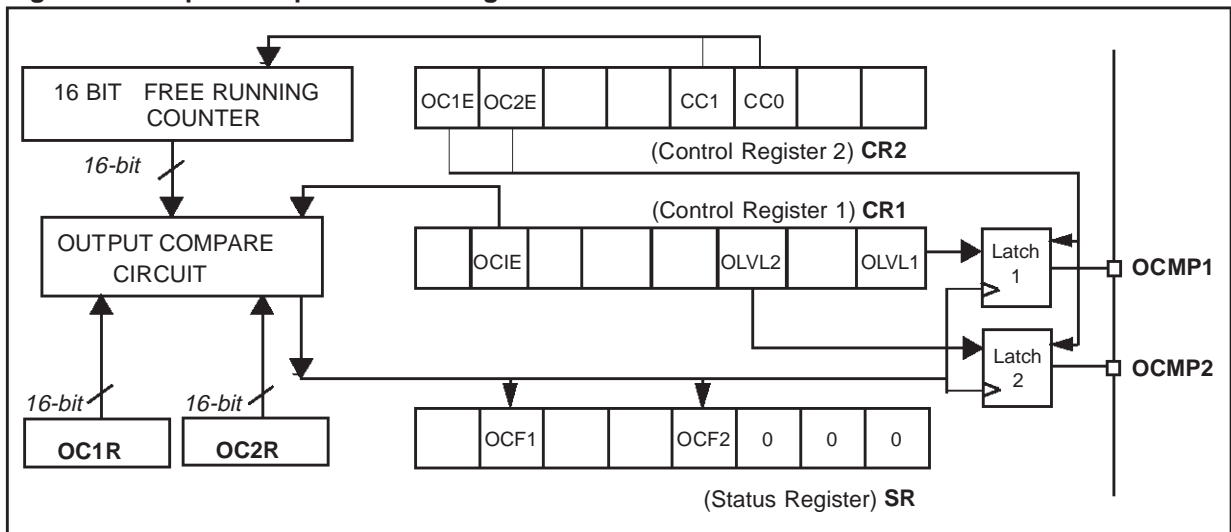 16 BIT FREE RUNNING
COUNTER
16-bit
OC1E OC2E CC1 CC0
(Control Register 2) CR2
(Control Register 1) CR1
OUTPUT COMPARE
CIRCUIT
OCIE OLVL2 OLVL1
Latch
1
OCMP1
Latch
2
OCMP2
16-bit
16-bit
OC1R
OC2R
OCF1 OCF2 0 0 0
(Status Register) SR